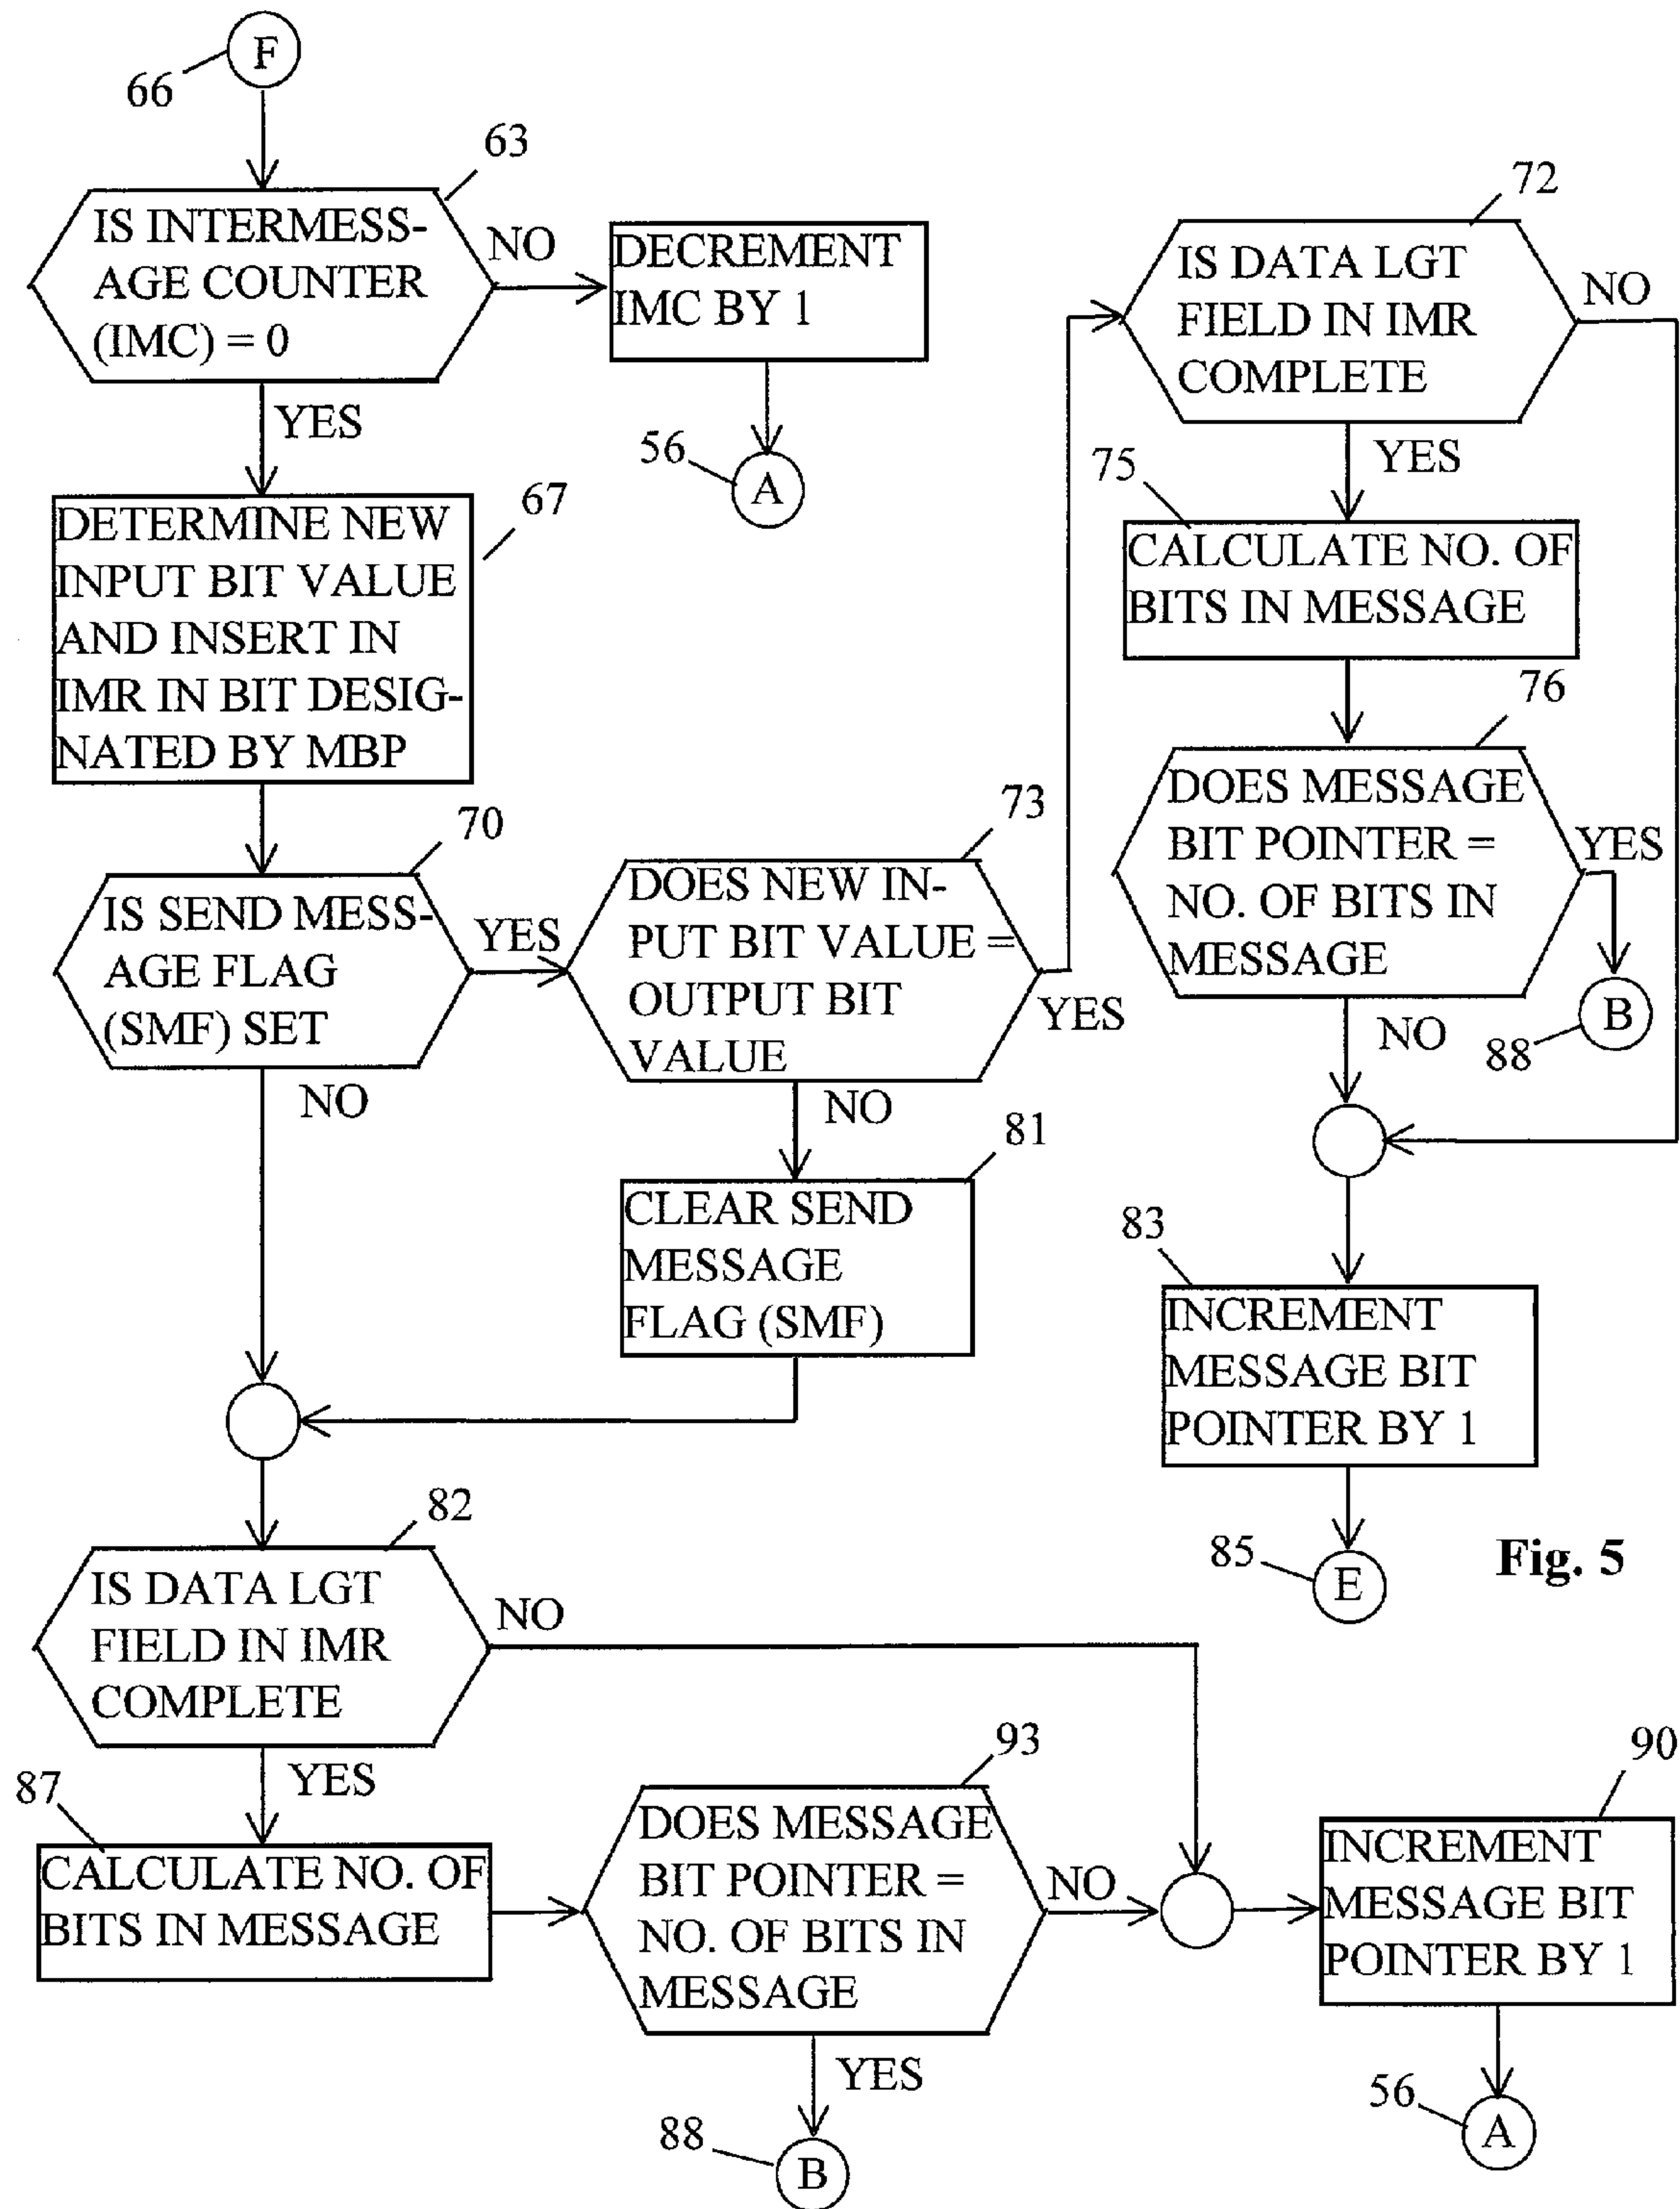 F
66
63
IS INTERMESS-
AGE COUNTER
(IMC) = 0
NO
DECREMENT
IMC BY 1
56
A
YES
DETERMINE NEW
INPUT BIT VALUE
AND INSERT IN
IMR IN BIT DESIG-
NATED BY MBP
67
70
IS SEND MESS-
AGE FLAG
(SMF) SET
YES
NO
73
DOES NEW IN-
PUT BIT VALUE =
OUTPUT BIT
VALUE
YES
NO
81
CLEAR SEND
MESSAGE
FLAG (SMF)
72
IS DATA LGT
FIELD IN IMR
COMPLETE
NO
YES
75
CALCULATE NO. OF
BITS IN MESSAGE
76
DOES MESSAGE
BIT POINTER =
NO. OF BITS IN
MESSAGE
YES
88
B
NO
83
INCREMENT
MESSAGE BIT
POINTER BY 1
85
E
Fig. 5
82
IS DATA LGT
FIELD IN IMR
COMPLETE
NO
YES
87
CALCULATE NO. OF
BITS IN MESSAGE
93
DOES MESSAGE
BIT POINTER =
NO. OF BITS IN
MESSAGE
NO
YES
88
B
90
INCREMENT
MESSAGE BIT
POINTER BY 1
56
A